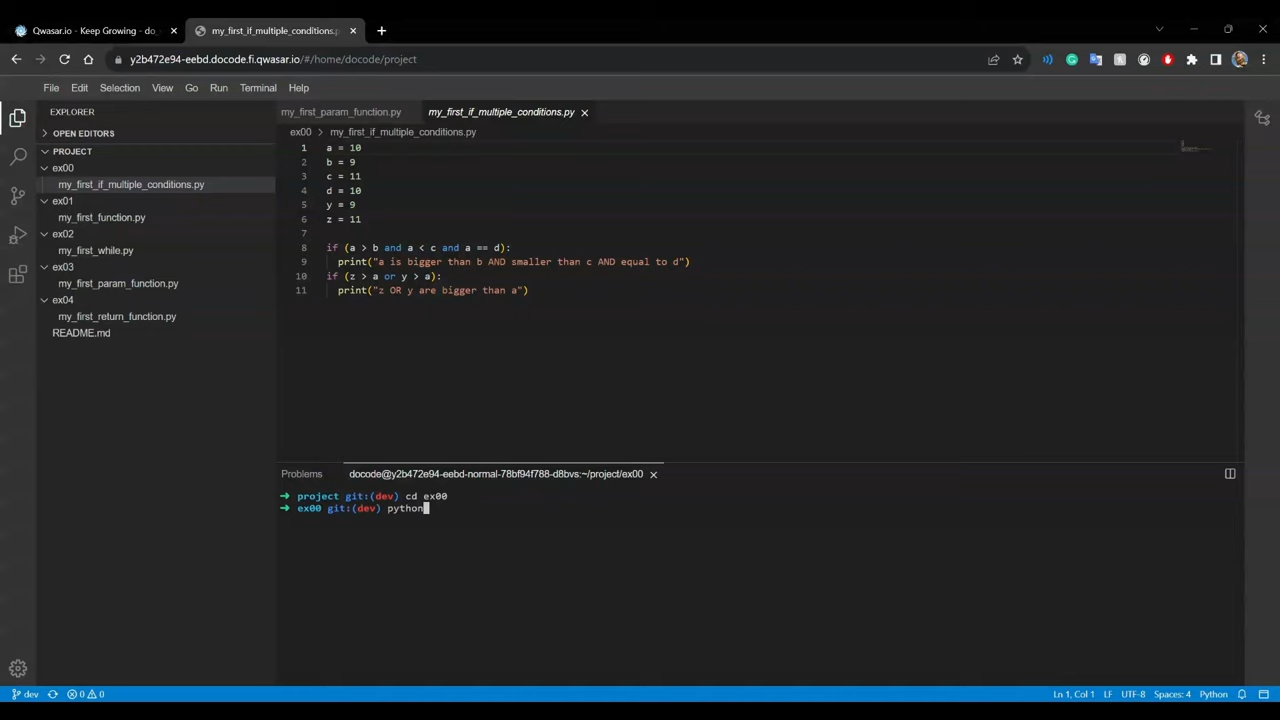 Qwasar.io - Keep Growing - do_
my_first_if_multiple_conditions.p
y2b472e94-eebd.docode.fi.qwasar.io/#/home/docode/project
File Edit Selection View Go Run Terminal Help
EXPLORER
OPEN EDITORS
PROJECT
ex00
my_first_if_multiple_conditions.py
ex01
my_first_function.py
ex02
my_first_while.py
ex03
my_first_param_function.py
ex04
my_first_return_function.py
README.md
my_first_param_function.py my_first_if_multiple_conditions.py
ex00 > my_first_if_multiple_conditions.py
1 a = 10
2 b = 9
3 c = 11
4 d = 10
5 y = 9
6 z = 11
7
8 if (a > b and a < c and a == d):
9 print("a is bigger than b AND smaller than c AND equal to d")
10 if (z > a or y > a):
11 print("z OR y are bigger than a")
Problems docode@y2b472e94-eebd-normal-78bf94f788-d8bvs:~/project/ex00
➜ project git:(dev) cd ex00
➜ ex00 git:(dev) python
dev 0 0 Ln 1, Col 1 LF UTF-8 Spaces: 4 Python